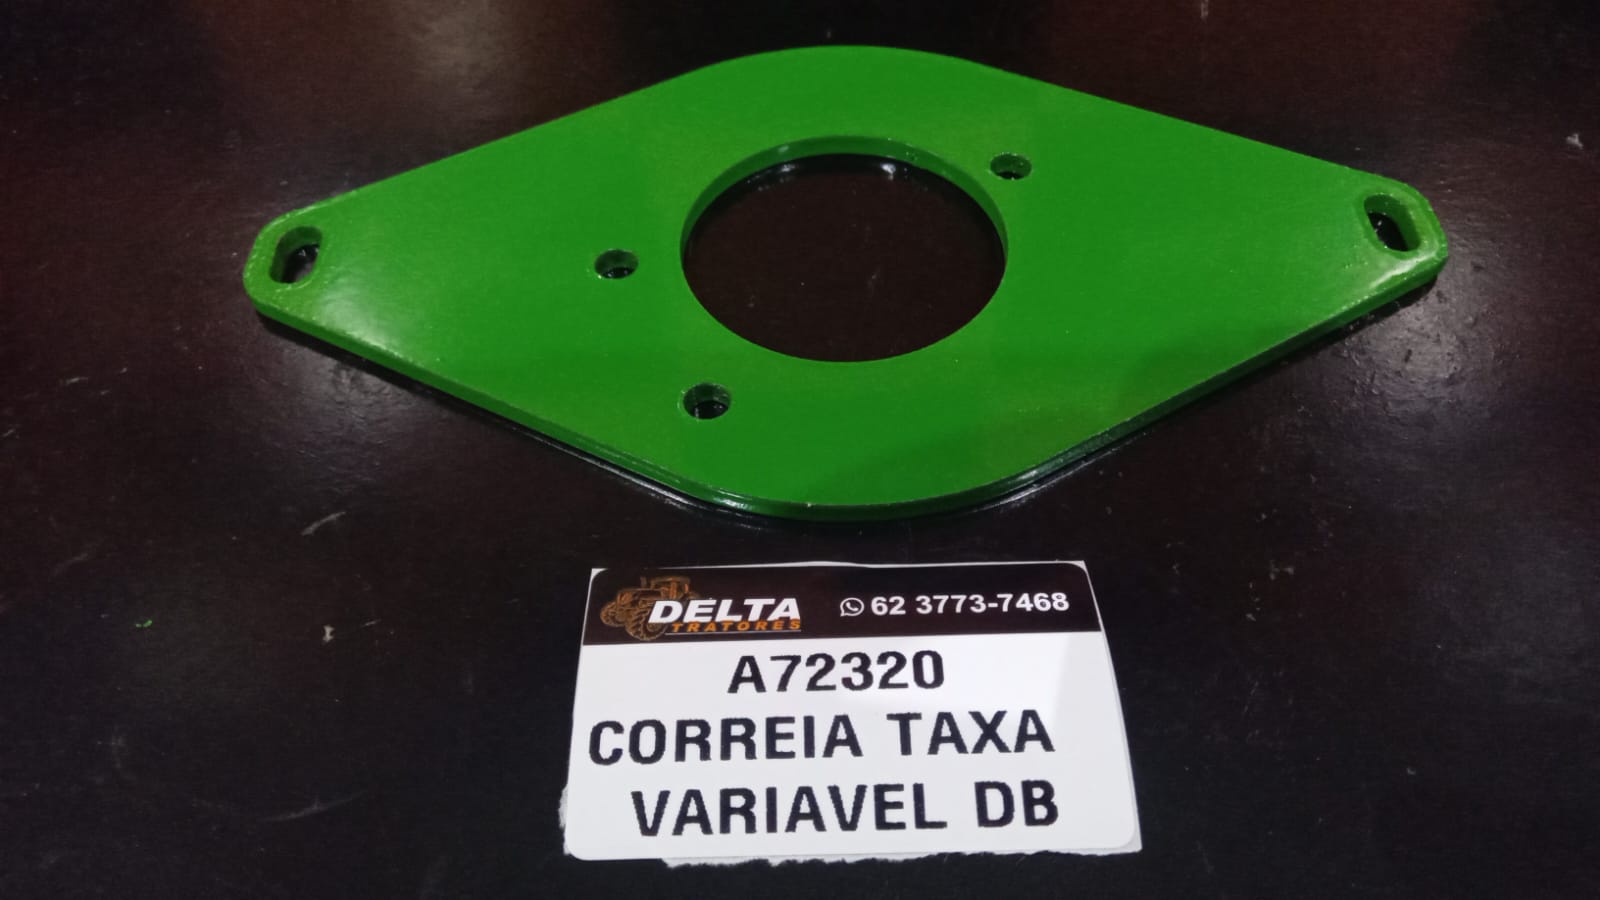 DELTA
TRATORES
62 3773-7468
A72320
CORREIA TAXA
VARIAVEL DB